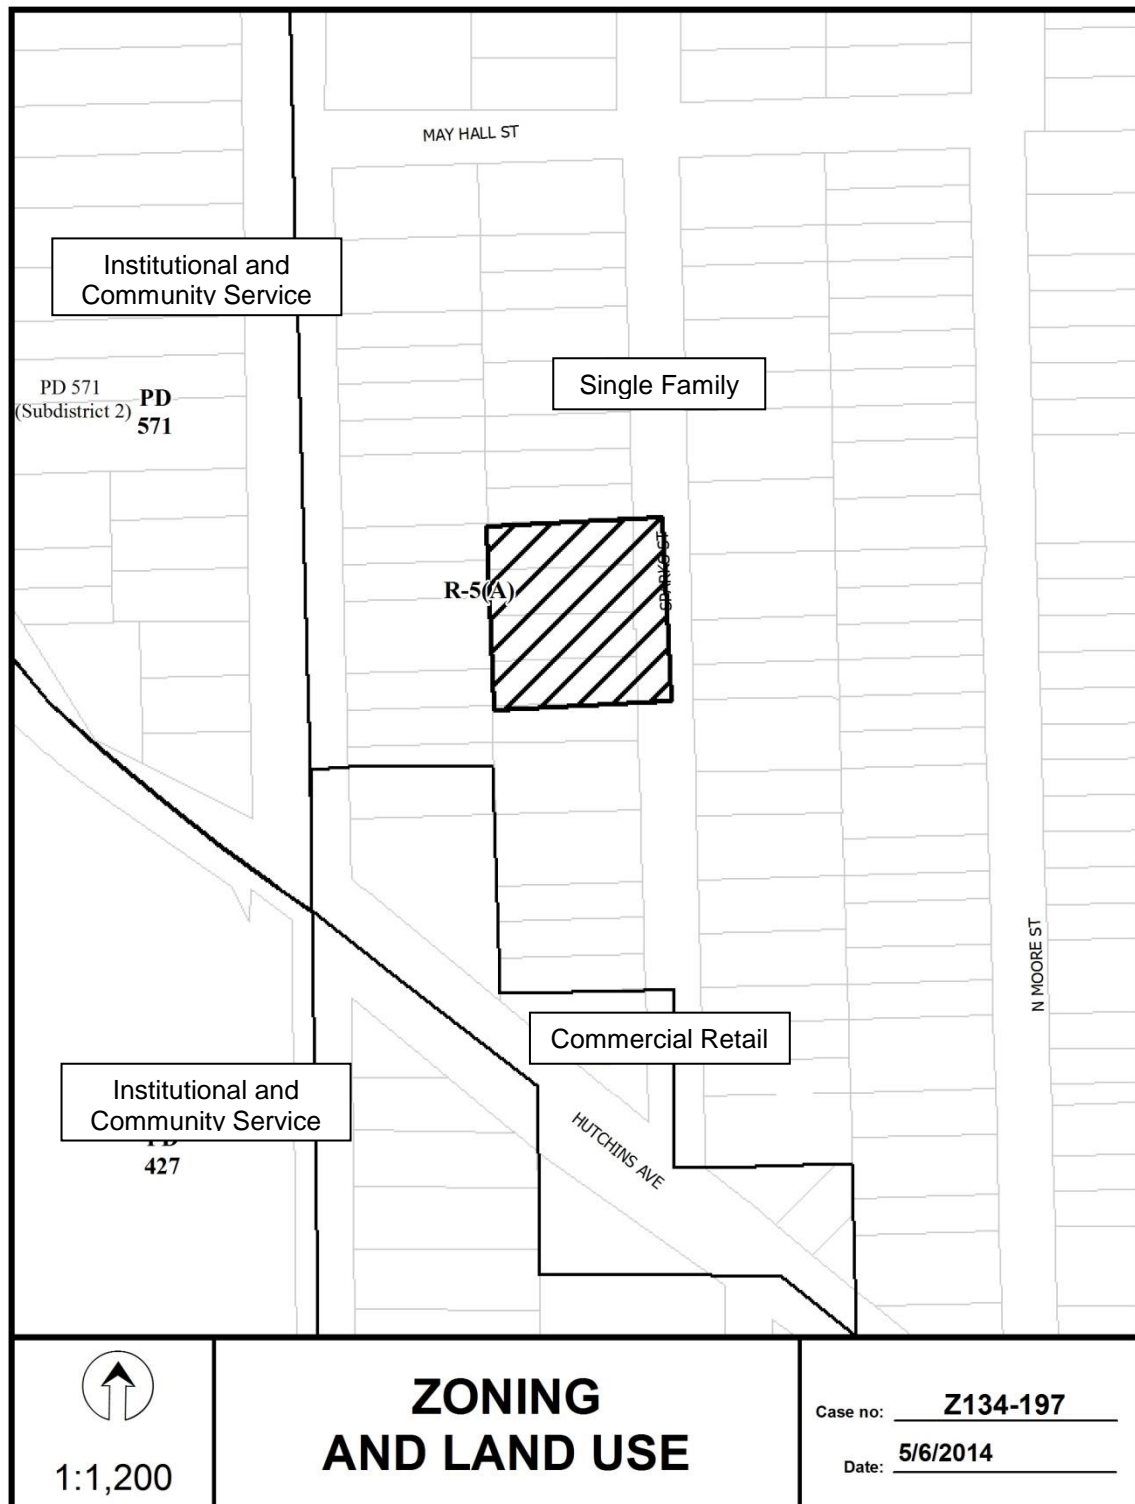 MAY HALL ST
Institutional and
Community Service
Single Family
PD 571
(Subdistrict 2)
PD
571
SPARKS ST
R-5(A)
N MOORE ST
Commercial Retail
Institutional and
Community Service
PD
427
HUTCHINS AVE
1:1,200
ZONING
AND LAND USE
Case no: Z134-197
Date: 5/6/2014